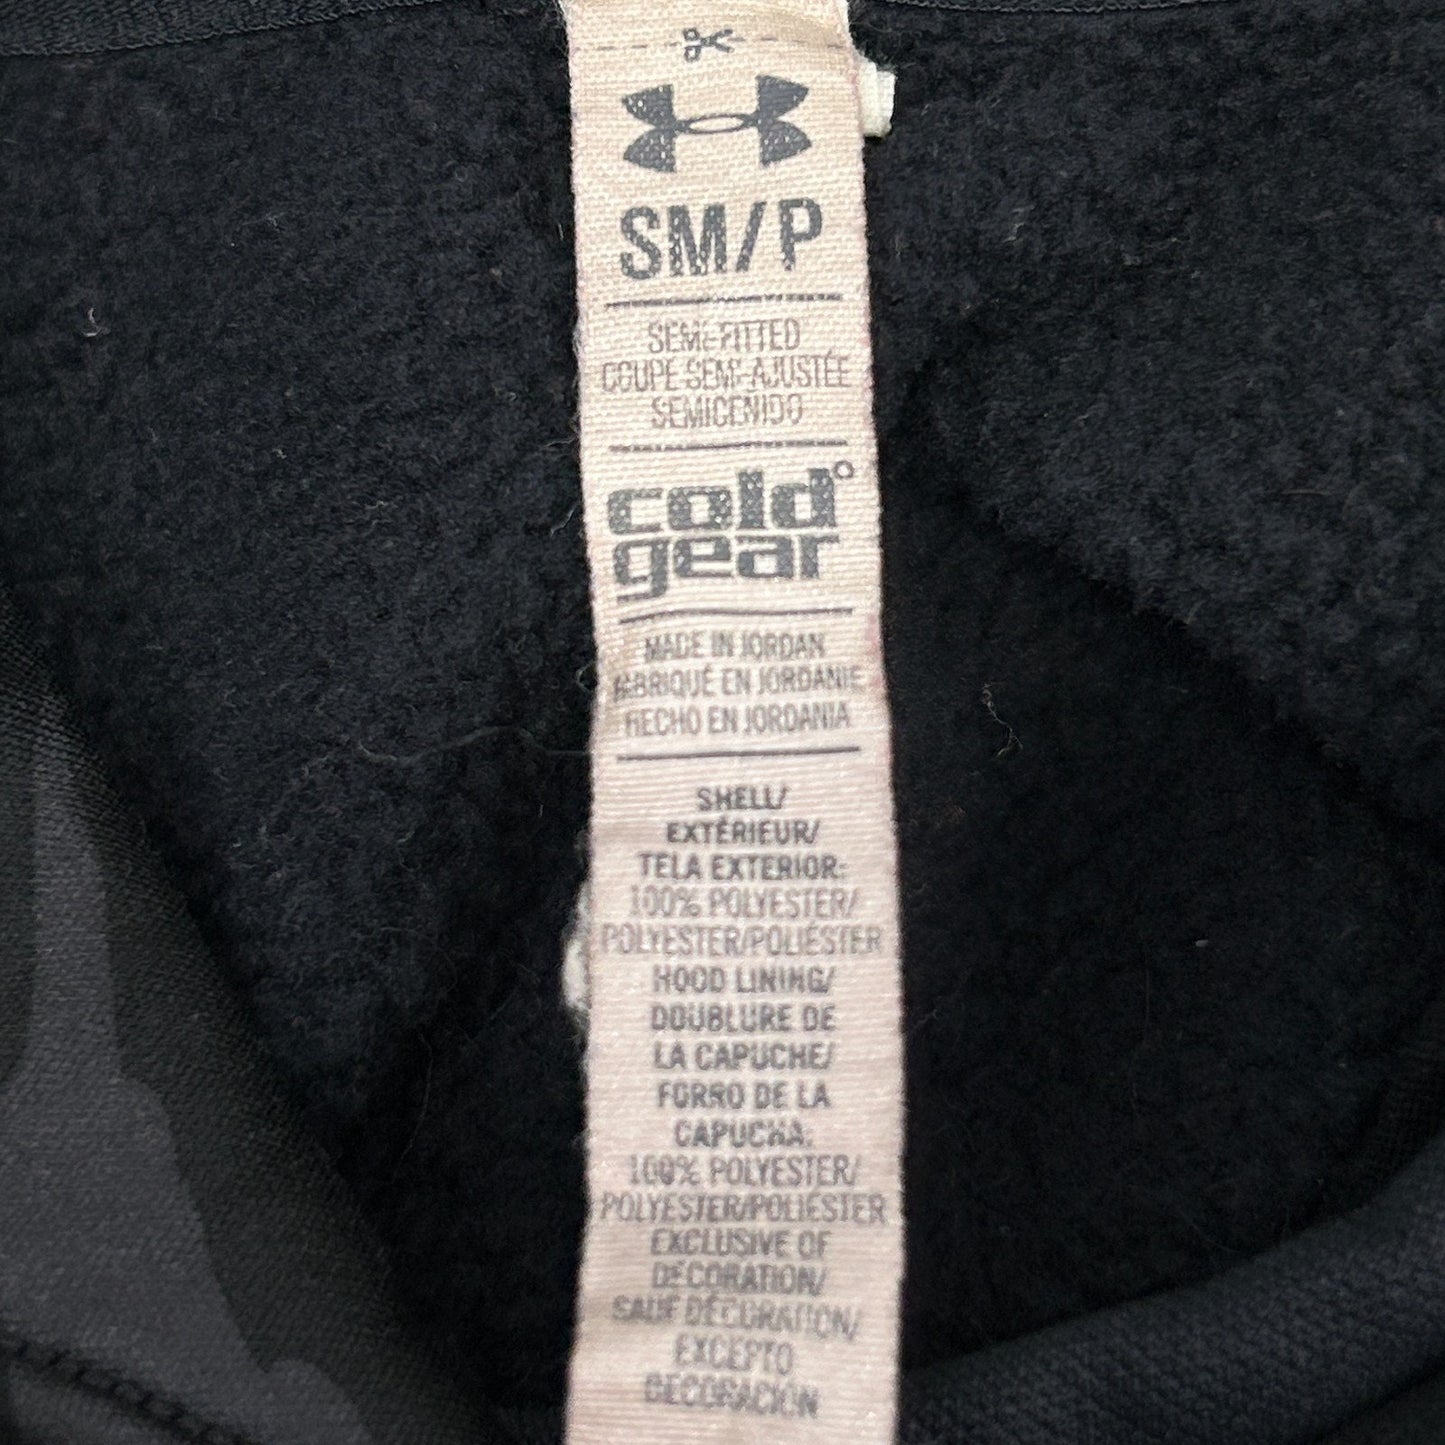 SM/P
SEMI-FITTED
COUPE SEMI-AJUSTÉE
SEMICENIDO
cold°
gear
MADE IN JORDAN
FABRIQUÉ EN JORDANIE
HECHO EN JORDANIA
SHELL/
EXTÉRIEUR/
TELA EXTERIOR:
100% POLYESTER/
POLYESTER/POLIÉSTER
HOOD LINING/
DOUBLURE DE
LA CAPUCHE/
FORRO DE LA
CAPUCHA:
100% POLYESTER/
POLYESTER/POLIÉSTER
EXCLUSIVE OF
DECORATION/
SAUF DÉCORATION/
EXCEPTO
DECORACIÓN